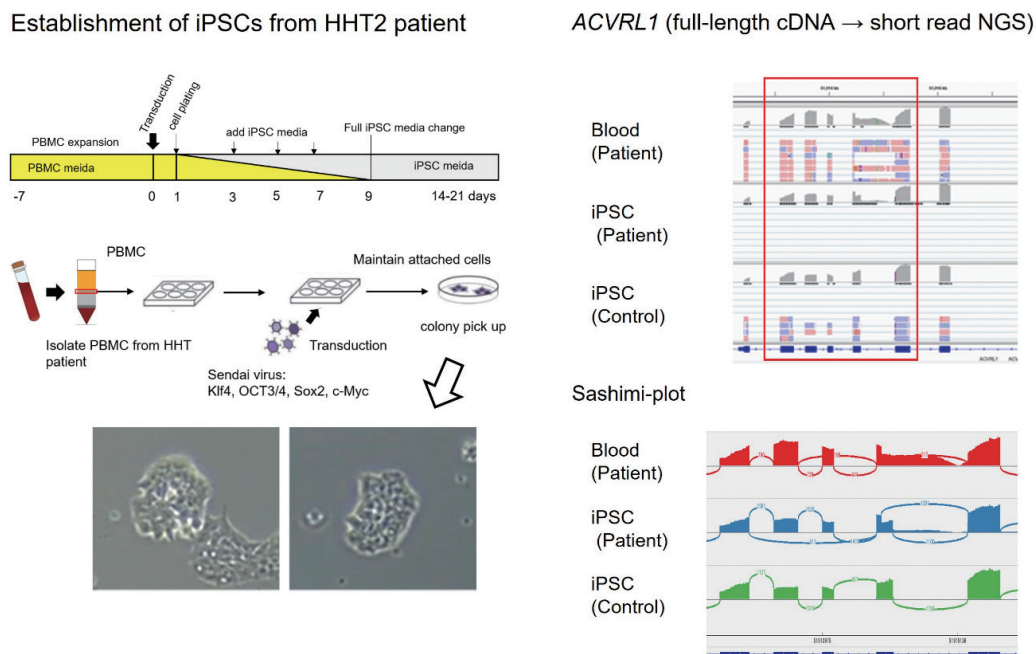 Establishment of iPSCs from HHT2 patient
Transduction
cell plating
PBMC expansion
add iPSC media
Full iPSC media change
PBMC meida
iPSC meida
-7
0
1
3
5
7
9
14-21 days
PBMC
Maintain attached cells
Isolate PBMC from HHT
patient
Transduction
colony pick up
Sendai virus:
Klf4, OCT3/4, Sox2, c-Myc
ACVRL1 (full-length cDNA → short read NGS)
Blood
(Patient)
iPSC
(Patient)
iPSC
(Control)
ACVRL1
Sashimi-plot
Blood
(Patient)
iPSC
(Patient)
iPSC
(Control)